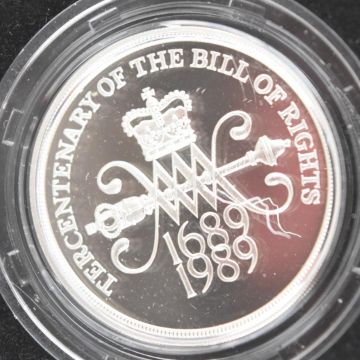 TERCENTENARY OF THE BILL OF RIGHTS
1689
1989